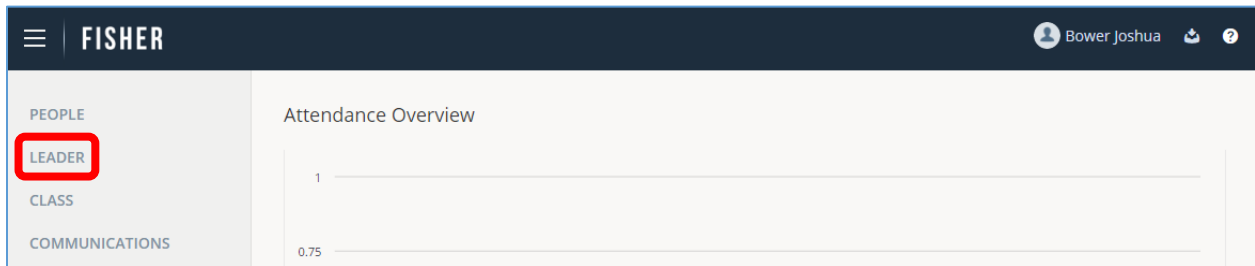 FISHER
Bower Joshua
?
PEOPLE
LEADER
CLASS
COMMUNICATIONS
Attendance Overview
1
0.75